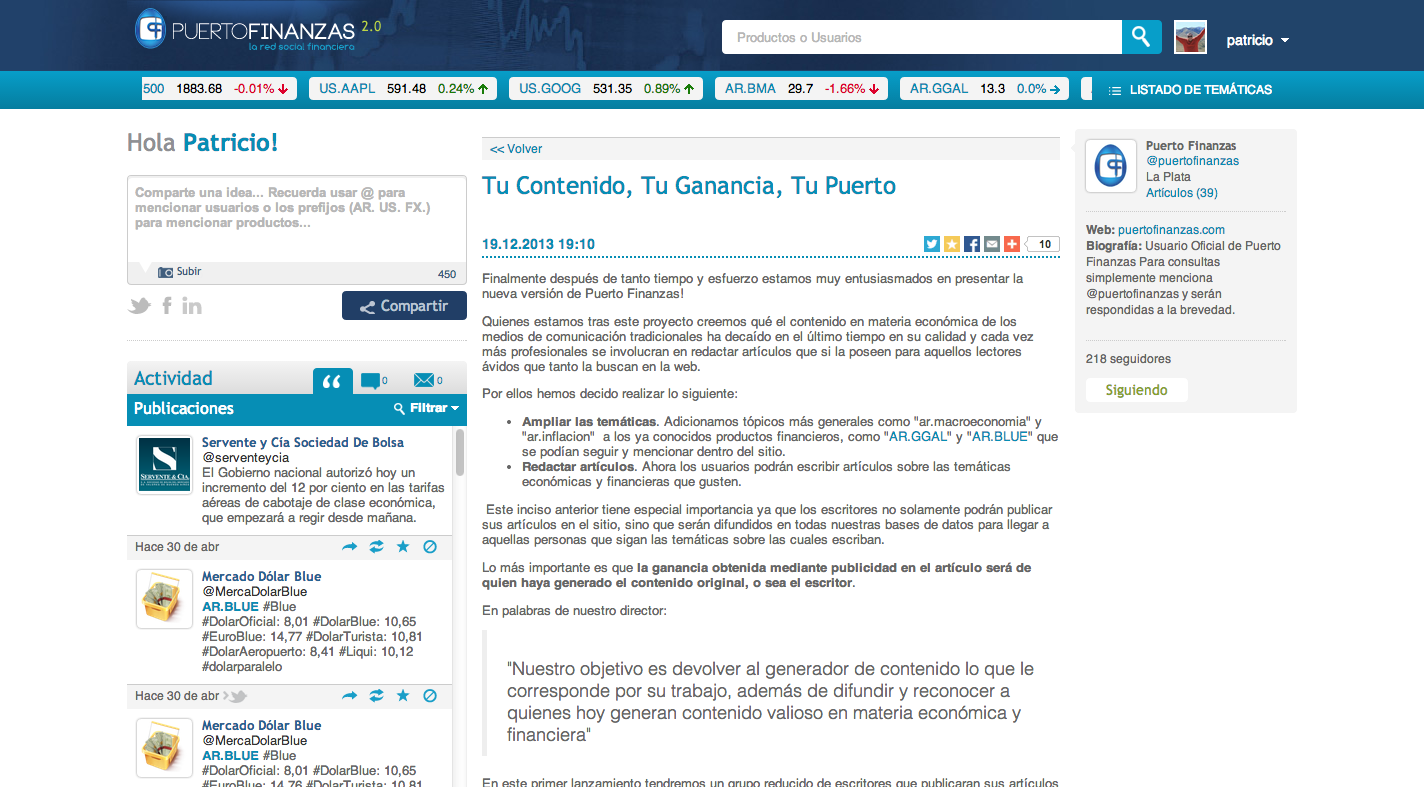 PUERTOFINANZAS 2.0
la red social financiera
Productos o Usuarios
patricio
500 1883.68 -0.01%
US.AAPL 591.48 0.24%
US.GOOG 531.35 0.89%
AR.BMA 29.7 -1.66%
AR.GGAL 13.3 0.0%
LISTADO DE TEMÁTICAS
Hola Patricio!
Comparte una idea... Recuerda usar @ para
mencionar usuarios o los prefijos (AR. US. FX.)
para mencionar productos...
Subir
450
Compartir
Actividad
0
0
Publicaciones
Filtrar
SERVENTE & CIA.
Servente y Cía Sociedad De Bolsa
@serventeycia
El Gobierno nacional autorizó hoy un
incremento del 12 por ciento en las tarifas
aéreas de cabotaje de clase económica,
que empezará a regir desde mañana.
Hace 30 de abr
Mercado Dólar Blue
@MercaDolarBlue
AR.BLUE #Blue
#DolarOficial: 8,01 #DolarBlue: 10,65
#EuroBlue: 14,77 #DolarTurista: 10,81
#DolarAeropuerto: 8,41 #Liqui: 10,12
#dolarparalelo
Hace 30 de abr
Mercado Dólar Blue
@MercaDolarBlue
AR.BLUE #Blue
#DolarOficial: 8,01 #DolarBlue: 10,65
#EuroBlue: 14,76 #DolarTurista: 10,81
<< Volver
Tu Contenido, Tu Ganancia, Tu Puerto
19.12.2013 19:10
10
Finalmente después de tanto tiempo y esfuerzo estamos muy entusiasmados en presentar la
nueva versión de Puerto Finanzas!
Quienes estamos tras este proyecto creemos qué el contenido en materia económica de los
medios de comunicación tradicionales ha decaído en el último tiempo en su calidad y cada vez
más profesionales se involucran en redactar artículos que si la poseen para aquellos lectores
ávidos que tanto la buscan en la web.
Por ellos hemos decido realizar lo siguiente:
• Ampliar las temáticas. Adicionamos tópicos más generales como "ar.macroeconomia" y
"ar.inflacion" a los ya conocidos productos financieros, como "AR.GGAL" y "AR.BLUE" que
se podían seguir y mencionar dentro del sitio.
• Redactar artículos. Ahora los usuarios podrán escribir artículos sobre las temáticas
económicas y financieras que gusten.
Este inciso anterior tiene especial importancia ya que los escritores no solamente podrán publicar
sus artículos en el sitio, sino que serán difundidos en todas nuestras bases de datos para llegar a
aquellas personas que sigan las temáticas sobre las cuales escriban.
Lo más importante es que la ganancia obtenida mediante publicidad en el artículo será de
quien haya generado el contenido original, o sea el escritor.
En palabras de nuestro director:
"Nuestro objetivo es devolver al generador de contenido lo que le
corresponde por su trabajo, además de difundir y reconocer a
quienes hoy generan contenido valioso en materia económica y
financiera"
En este primer lanzamiento tendremos un grupo reducido de escritores que publicaran sus artículos
Puerto Finanzas
@puertofinanzas
La Plata
Artículos (39)
Web: puertofinanzas.com
Biografía: Usuario Oficial de Puerto
Finanzas Para consultas
simplemente menciona
@puertofinanzas y serán
respondidas a la brevedad.
218 seguidores
Siguiendo